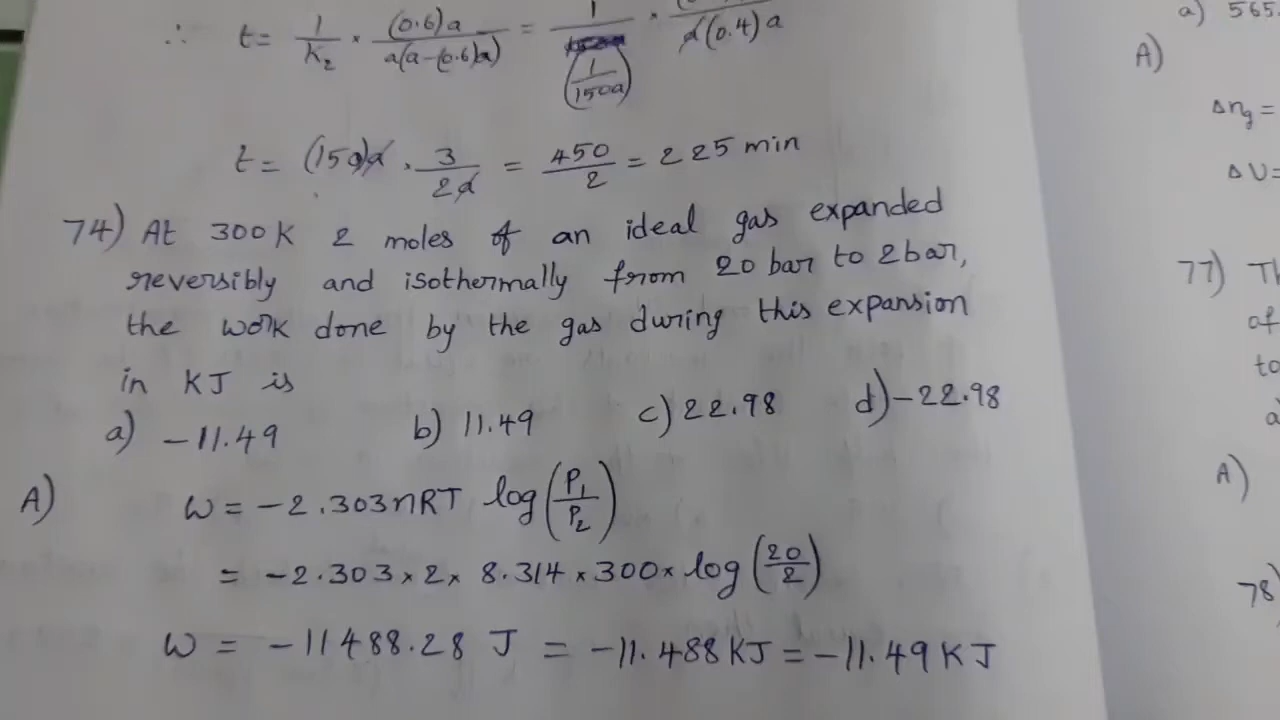 ∴ t = 1/K₂ × (0.6)a / a(a-(0.6)a) = 1 / (1/150a) × / a(0.4)a
t = (150)a · 3/2a = 450/2 = 225 min
74) At 300K 2 moles of an ideal gas expanded
reversibly and isothermally from 20 bar to 2bar,
the work done by the gas during this expansion
in KJ is
a) -11.49 b) 11.49 c) 22.98 d) -22.98
A) W = -2.303nRT log(P₁/P₂)
= -2.303 × 2 × 8.314 × 300 × log(20/2)
W = -11488.28 J = -11.488 KJ = -11.49 KJ
a) 565.
A)
Δng =
ΔU=
77) Th
of
to
a
A)
78)